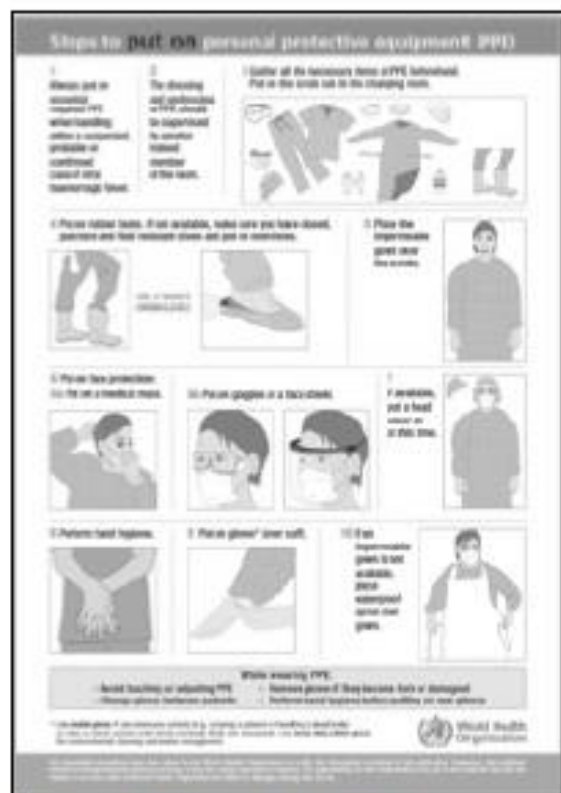 Steps to put on personal protective equipment (PPE)
1
Always put on
essential
required PPE
when handling
either a suspected,
probable or
confirmed
case of viral
haemorrhagic fever.
2
The dressing
and undressing
of PPE should
be supervised
by another
trained
member
of the team.
3 Gather all the necessary items of PPE beforehand.
Put on the scrub suit in the changing room.
4 Put on rubber boots. If not available, make sure you have closed,
puncture and fluid resistant shoes and put on overshoes.
5 Place the
impermeable
gown over
the scrubs.
6 Put on face protection:
6a Put on a medical mask.
6b Put on goggles or a face shield.
7
If available,
put a head
cover on
at this time.
8 Perform hand hygiene.
9 Put on gloves* (over cuff).
10 If an
impermeable
gown is not
available,
place
waterproof
apron over
gown.
While wearing PPE:
Avoid touching or adjusting PPE
Remove gloves if they become torn or damaged
Change gloves between patients
Perform hand hygiene before putting on new gloves
World Health
Organization